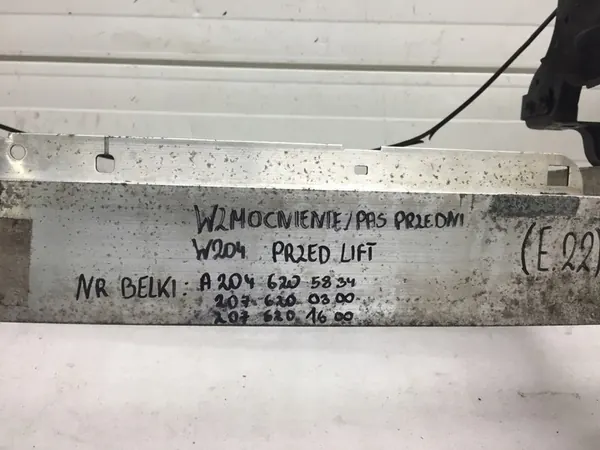 WZMOCNIENIE/PAS PRZEDNI
W204 PRZED LIFT
(E.22)
NR BELKI: A 204 620 58 34
207 620 03 00
207 620 16 00